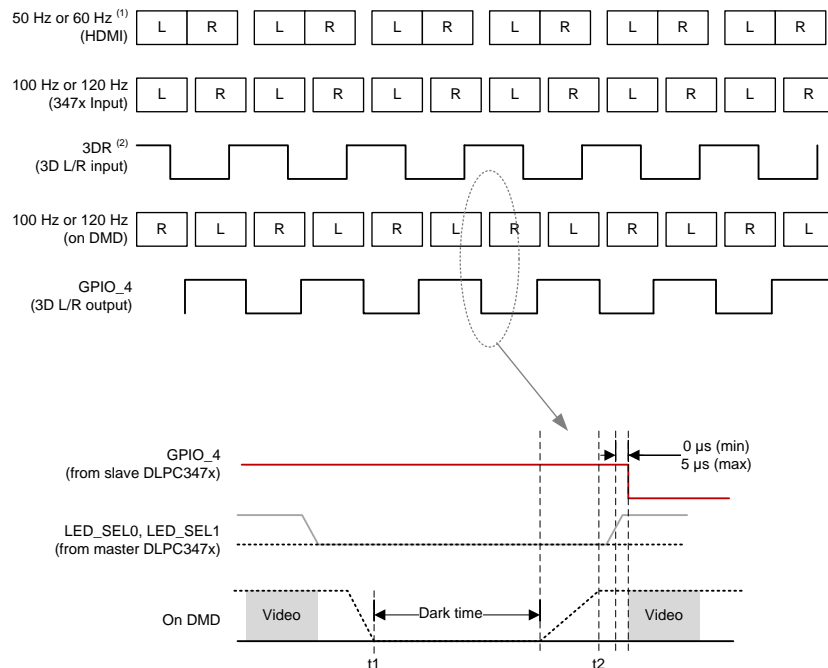 50 Hz or 60 Hz (1)
(HDMI)
L R L R L R L R L R L R
100 Hz or 120 Hz
(347x Input)
L R L R L R L R L R L R
3DR (2)
(3D L/R input)
100 Hz or 120 Hz
(on DMD)
R L R L R L R L R L R L
GPIO_4
(3D L/R output)
GPIO_4
(from slave DLPC347x)
0 µs (min)
5 µs (max)
LED_SEL0, LED_SEL1
(from master DLPC347x)
On DMD
Video Dark time Video
t1 t2